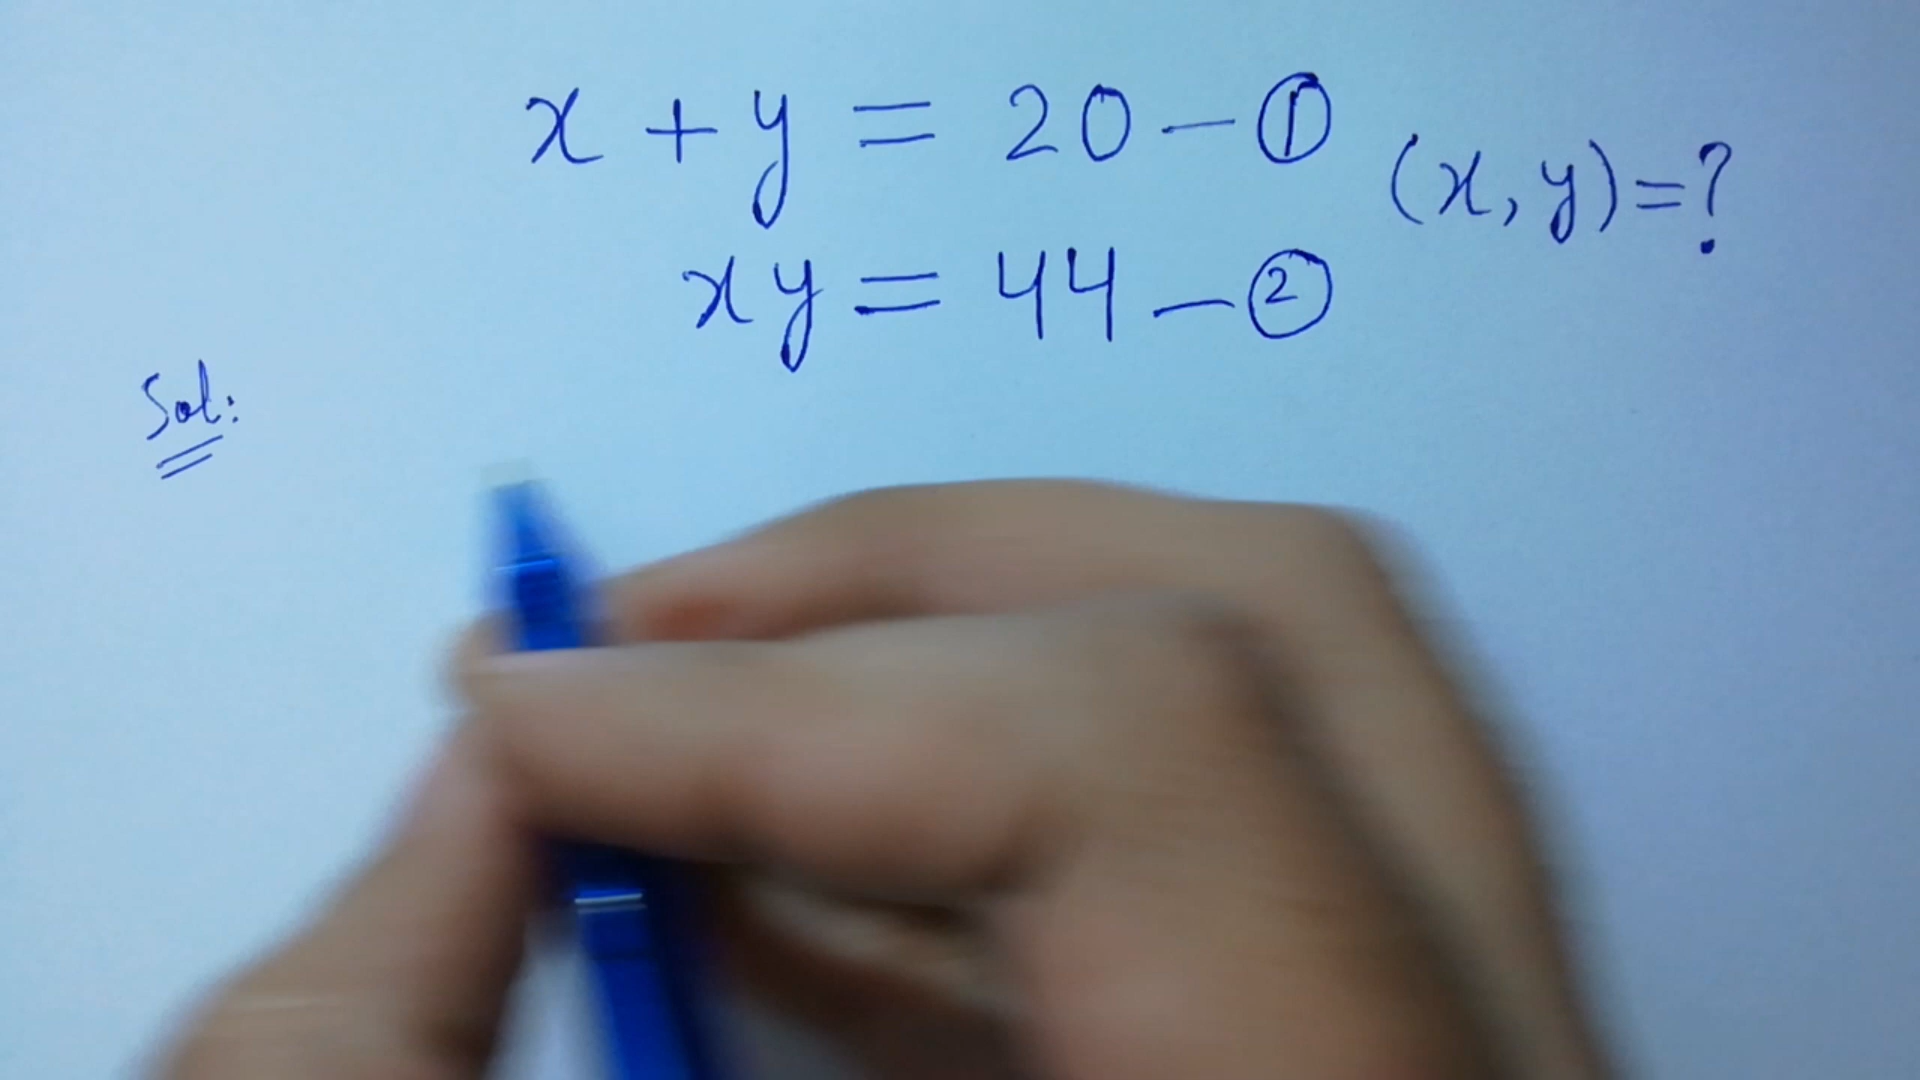 x + y = 20 - ①
(x, y) = ?
xy = 44 - ②
Sol: